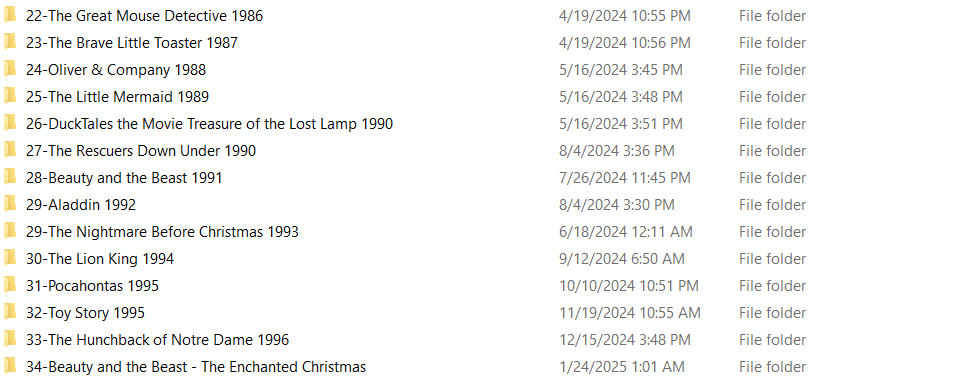 22-The Great Mouse Detective 1986 4/19/2024 10:55 PM File folder
23-The Brave Little Toaster 1987 4/19/2024 10:56 PM File folder
24-Oliver & Company 1988 5/16/2024 3:45 PM File folder
25-The Little Mermaid 1989 5/16/2024 3:48 PM File folder
26-DuckTales the Movie Treasure of the Lost Lamp 1990 5/16/2024 3:51 PM File folder
27-The Rescuers Down Under 1990 8/4/2024 3:36 PM File folder
28-Beauty and the Beast 1991 7/26/2024 11:45 PM File folder
29-Aladdin 1992 8/4/2024 3:30 PM File folder
29-The Nightmare Before Christmas 1993 6/18/2024 12:11 AM File folder
30-The Lion King 1994 9/12/2024 6:50 AM File folder
31-Pocahontas 1995 10/10/2024 10:51 PM File folder
32-Toy Story 1995 11/19/2024 10:55 AM File folder
33-The Hunchback of Notre Dame 1996 12/15/2024 3:48 PM File folder
34-Beauty and the Beast - The Enchanted Christmas 1/24/2025 1:01 AM File folder